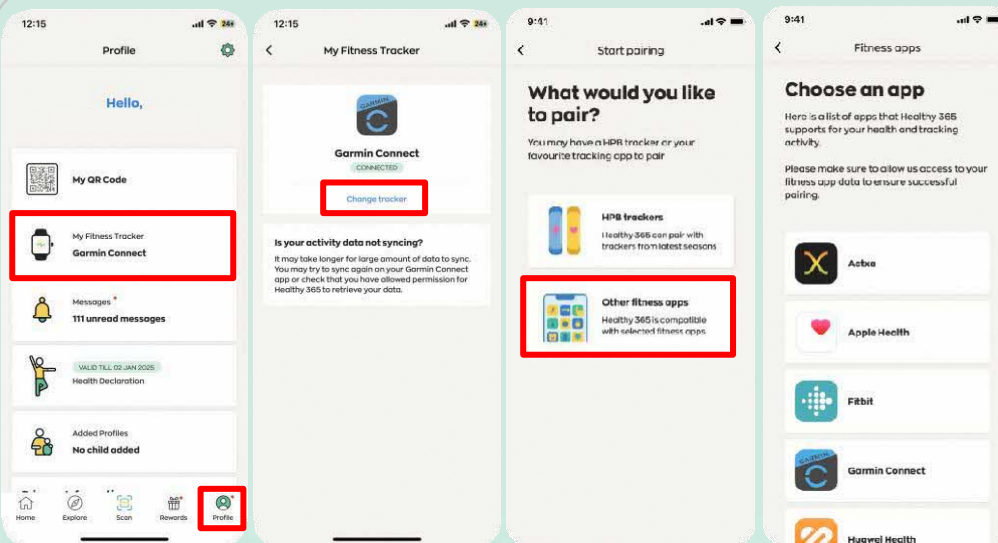 12:15
24+
Profile
Hello,
My QR Code
My Fitness Tracker
Garmin Connect
Messages
111 unread messages
VALID TILL 02 JAN 2025
Health Declaration
Added Profiles
No child added
Home
Explore
Scan
Rewards
Profile
12:15
24+
My Fitness Tracker
GARMIN
Garmin Connect
CONNECTED
Change tracker
Is your activity data not syncing?
It may take longer for large amount of data to sync.
You may try to sync again on your Garmin Connect
app or check that you have allowed permission for
Healthy 365 to retrieve your data.
9:41
Start pairing
What would you like
to pair?
You may have a HPB tracker or your
favourite tracking app to pair
HPB trackers
Healthy 365 can pair with
trackers from latest seasons
Other fitness apps
Healthy 365 is compatible
with selected fitness apps
9:41
Fitness apps
Choose an app
Here is a list of apps that Healthy 365
supports for your health and tracking
activity.
Please make sure to allow us access to your
fitness app data to ensure successful
pairing.
Actxa
Apple Health
Fitbit
GARMIN
Garmin Connect
Huawei Health